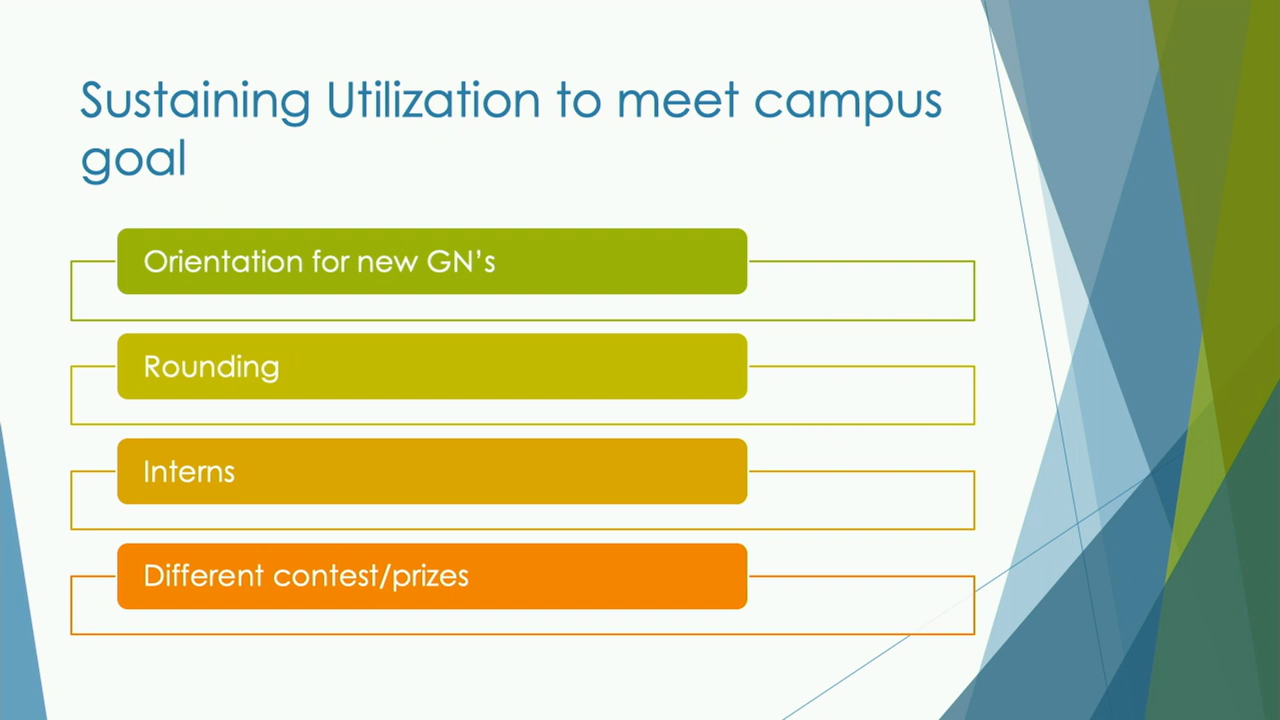 Sustaining Utilization to meet campus
goal
Orientation for new GN’s
Rounding
Interns
Different contest/prizes